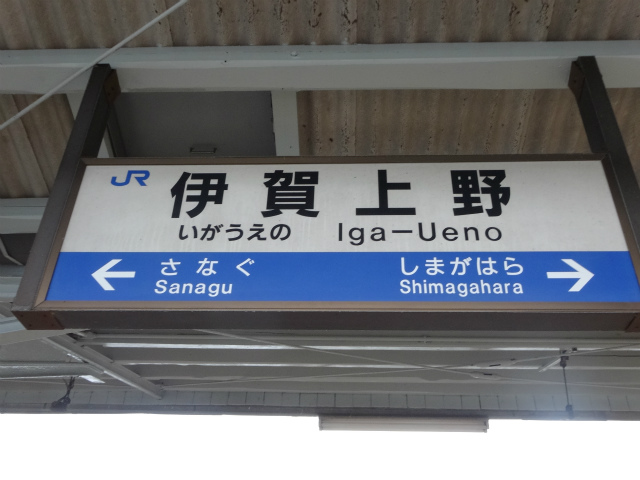 JR 伊賀上野
いがうえの Iga-Ueno
← さなぐ しまがはら →
Sanagu Shimagahara